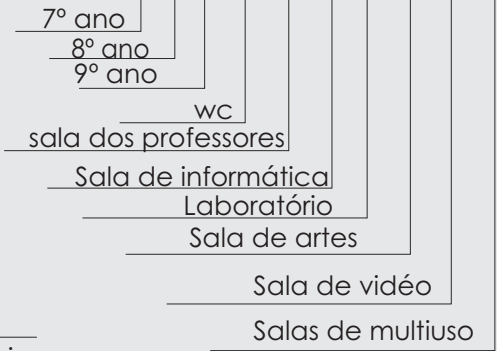 7º ano
8º ano
9º ano
wc
sala dos professores
Sala de informática
Laboratório
Sala de artes
Sala de vidéo
Salas de multiuso